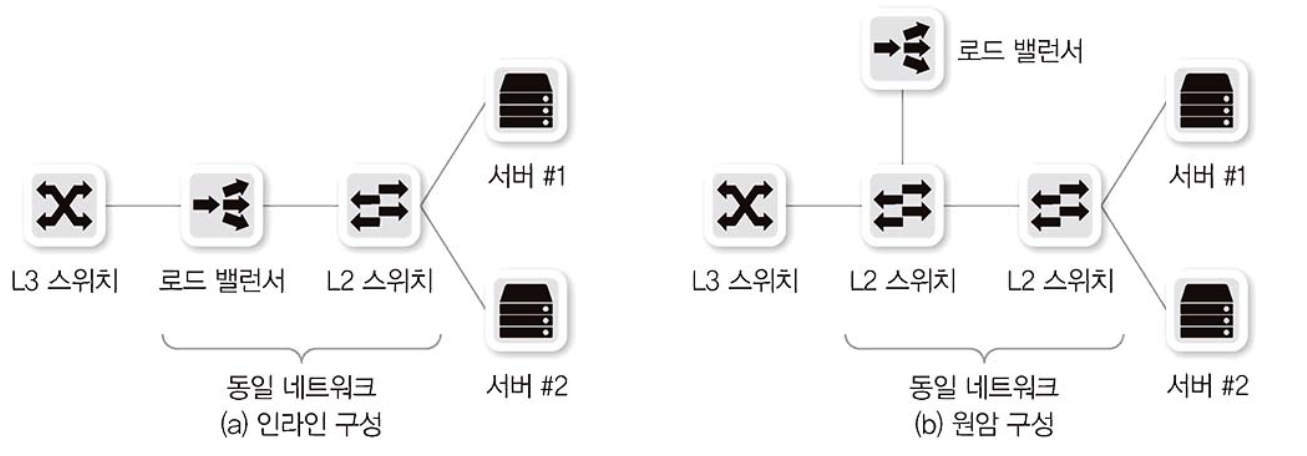 로드 밸런서
서버 #1
서버 #1
L3 스위치
로드 밸런서
L2 스위치
L3 스위치
L2 스위치
L2 스위치
서버 #2
서버 #2
동일 네트워크
(a) 인라인 구성
동일 네트워크
(b) 원암 구성